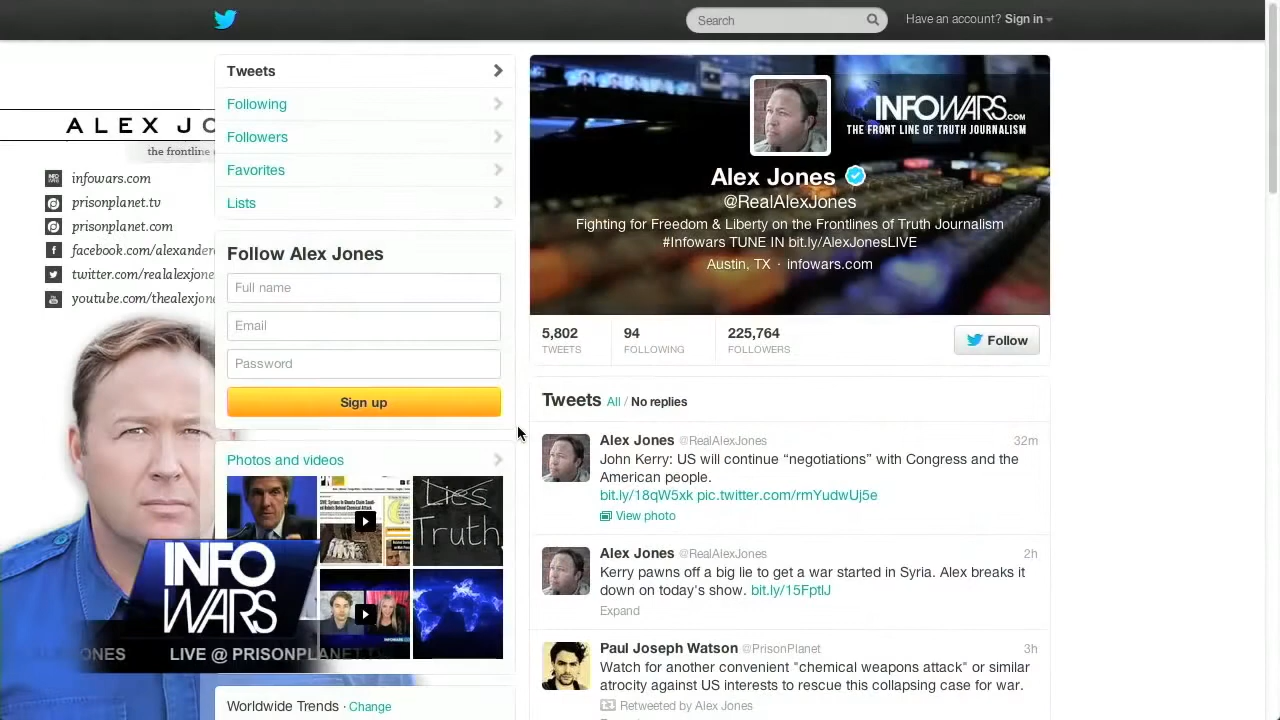 Search
Have an account? Sign in
Tweets
Following
Followers
Favorites
Lists
ALEX JO
the frontline
infowars.com
prisonplanet.tv
prisonplanet.com
facebook.com/alexander
twitter.com/realalexjone
youtube.com/thealexjon
Follow Alex Jones
Full name
Email
Password
Sign up
Photos and videos
Lies
Truth
INFO
WARS
JONES
LIVE @ PRISONPLANET.TV
Worldwide Trends · Change
INFOWARS.COM
THE FRONT LINE OF TRUTH JOURNALISM
Alex Jones
@RealAlexJones
Fighting for Freedom & Liberty on the Frontlines of Truth Journalism
#Infowars TUNE IN bit.ly/AlexJonesLIVE
Austin, TX · infowars.com
5,802
TWEETS
94
FOLLOWING
225,764
FOLLOWERS
Follow
Tweets All / No replies
Alex Jones @RealAlexJones 32m
John Kerry: US will continue “negotiations” with Congress and the
American people.
bit.ly/18qW5xk pic.twitter.com/rmYudwUj5e
View photo
Alex Jones @RealAlexJones 2h
Kerry pawns off a big lie to get a war started in Syria. Alex breaks it
down on today's show. bit.ly/15FptlJ
Expand
Paul Joseph Watson @PrisonPlanet 3h
Watch for another convenient "chemical weapons attack" or similar
atrocity against US interests to rescue this collapsing case for war.
Retweeted by Alex Jones